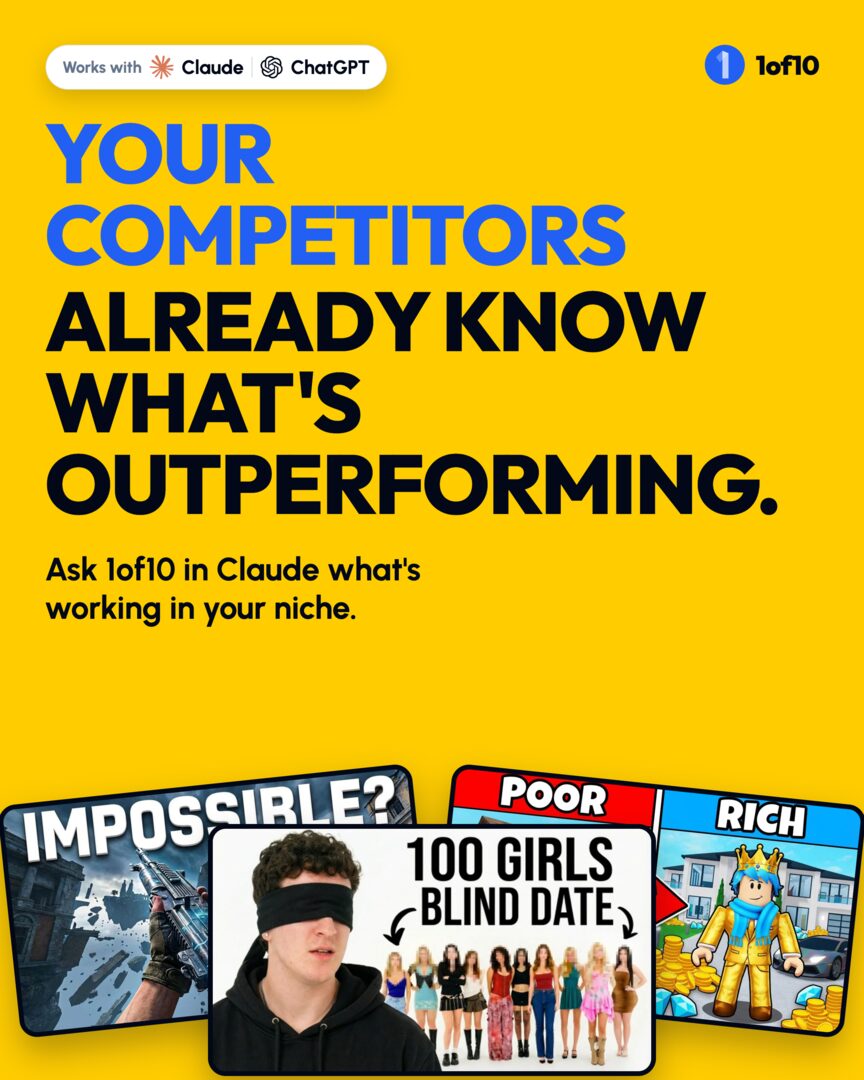 Works with Claude ChatGPT
1of10
YOUR
COMPETITORS
ALREADY KNOW
WHAT'S
OUTPERFORMING.
Ask 1of10 in Claude what's
working in your niche.
IMPOSSIBLE?
100 GIRLS
BLIND DATE
POOR
RICH